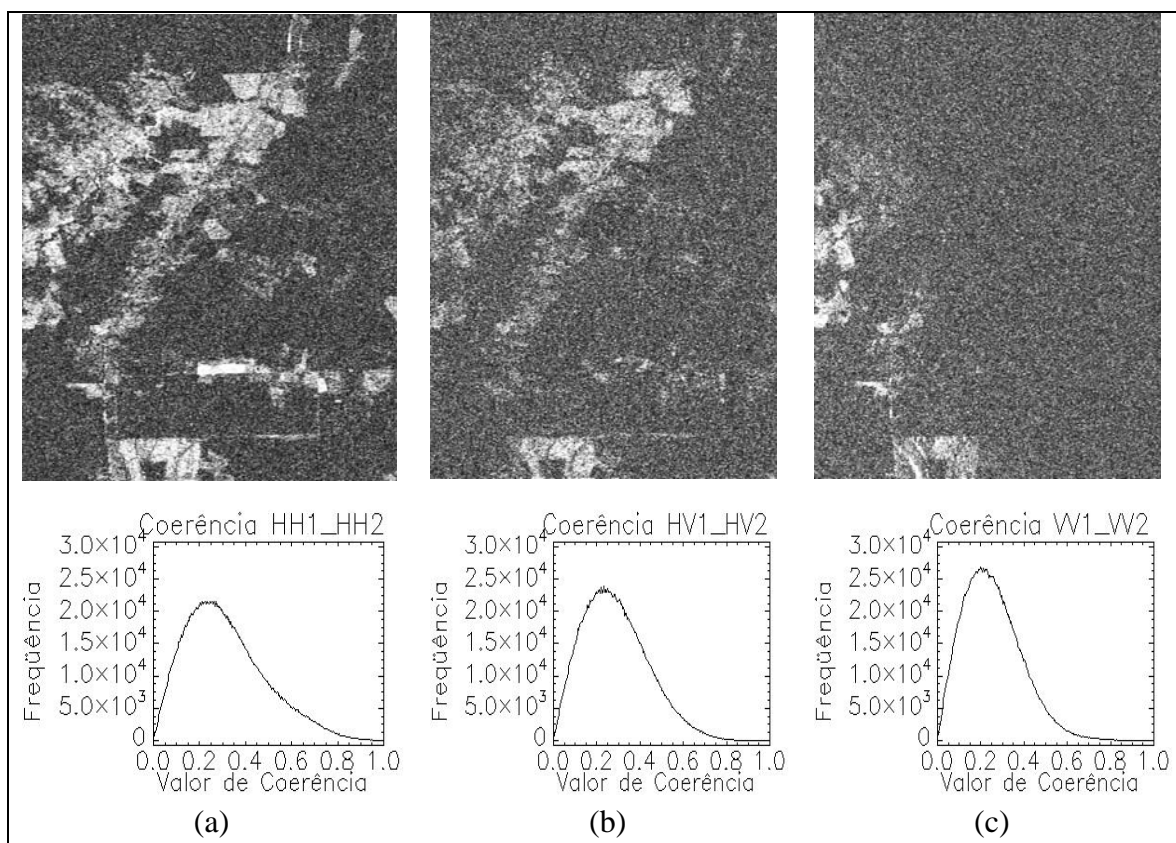 Coerência HH1_HH2
3.0×10⁴
2.5×10⁴
2.0×10⁴
1.5×10⁴
1.0×10⁴
5.0×10³
0
Freqüência
0.0 0.2 0.4 0.6 0.8 1.0
Valor de Coerência
(a)
Coerência HV1_HV2
3.0×10⁴
2.5×10⁴
2.0×10⁴
1.5×10⁴
1.0×10⁴
5.0×10³
0
Freqüência
0.0 0.2 0.4 0.6 0.8 1.0
Valor de Coerência
(b)
Coerência VV1_VV2
3.0×10⁴
2.5×10⁴
2.0×10⁴
1.5×10⁴
1.0×10⁴
5.0×10³
0
Freqüência
0.0 0.2 0.4 0.6 0.8 1.0
Valor de Coerência
(c)